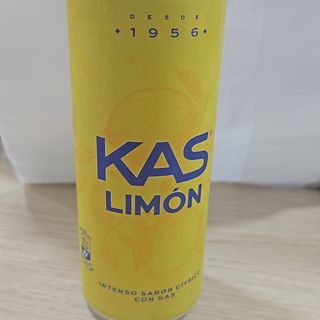 DESDE
1956
KAS
LIMÓN
INTENSO SABOR CÍTRICO
CON GAS